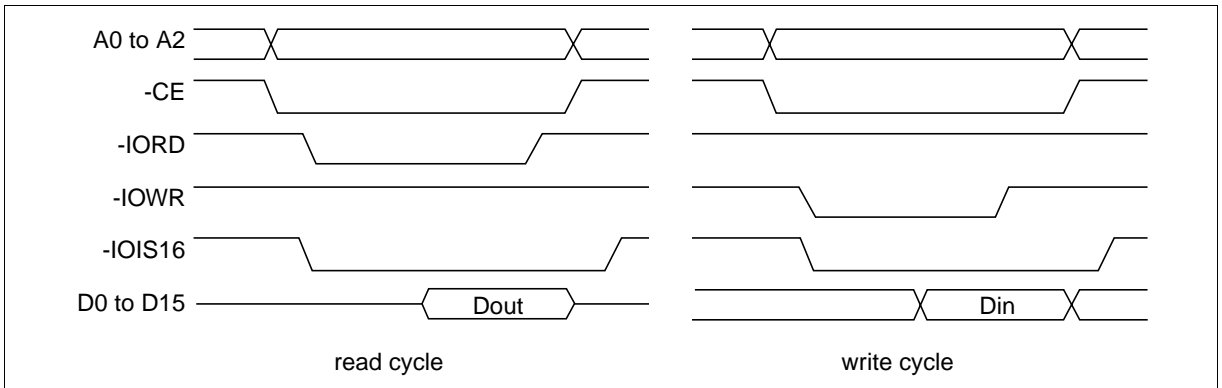 A0 to A2
-CE
-IORD
-IOWR
-IOIS16
D0 to D15 Dout Din
read cycle write cycle